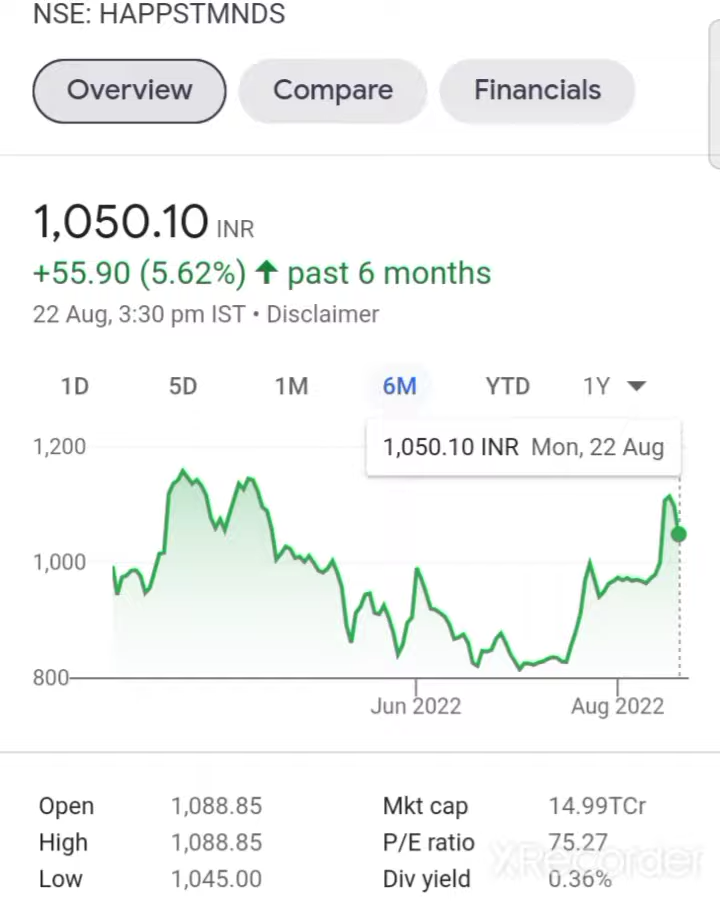 NSE: HAPPSTMNDS
Overview Compare Financials
1,050.10 INR
+55.90 (5.62%) ↑ past 6 months
22 Aug, 3:30 pm IST • Disclaimer
1D 5D 1M 6M YTD 1Y
1,050.10 INR Mon, 22 Aug
1,200
1,000
800
Jun 2022 Aug 2022
Open 1,088.85 Mkt cap 14.99TCr
High 1,088.85 P/E ratio 75.27
Low 1,045.00 Div yield 0.36%
XRecorder